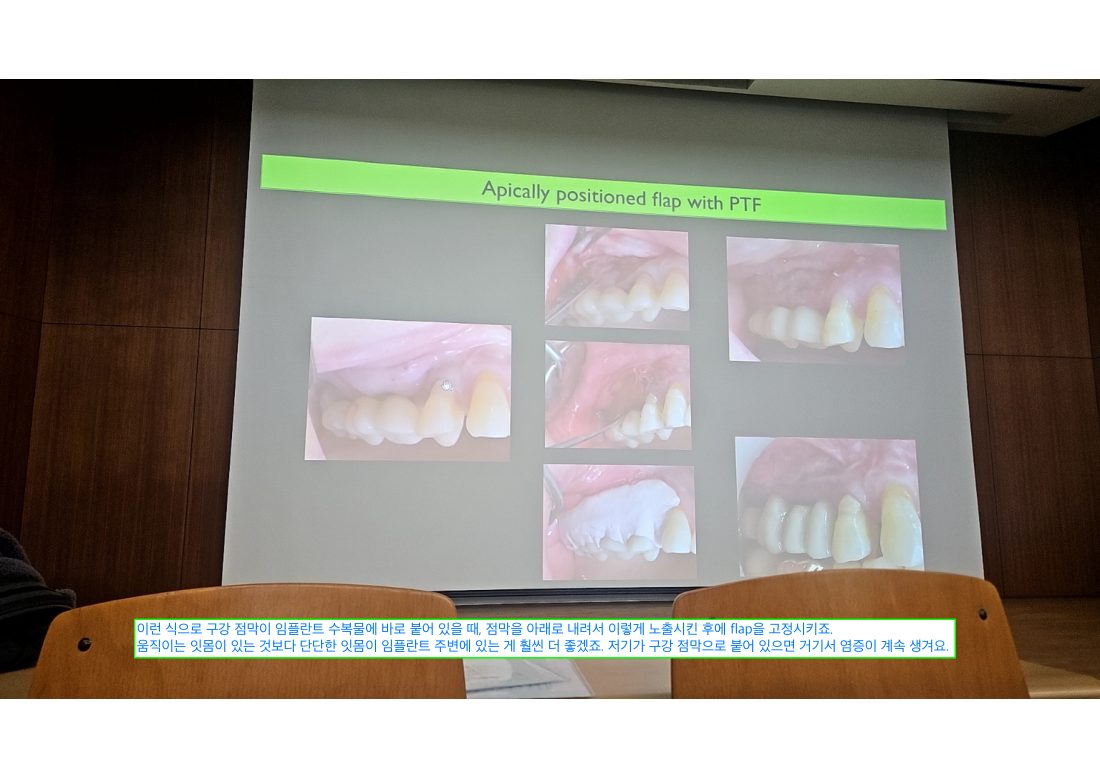 Apically positioned flap with PTF
이런 식으로 구강 점막이 임플란트 수복물에 바로 붙어 있을 때, 점막을 아래로 내려서 이렇게 노출시킨 후에 flap을 고정시키죠.
움직이는 잇몸이 있는 것보다 단단한 잇몸이 임플란트 주변에 있는 게 훨씬 더 좋겠죠. 저기가 구강 점막으로 붙어 있으면 거기서 염증이 계속 생겨요.